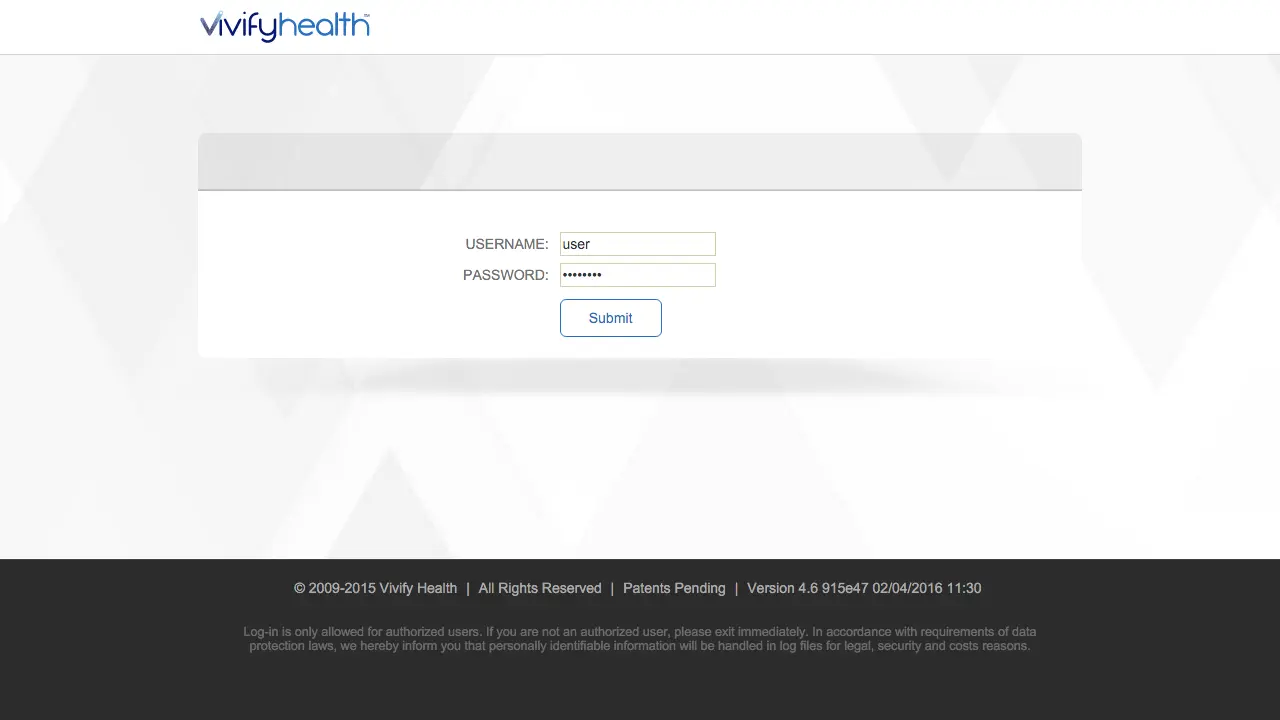 vivifyhealth™
USERNAME: user
PASSWORD: ••••••••
Submit
© 2009-2015 Vivify Health | All Rights Reserved | Patents Pending | Version 4.6 915e47 02/04/2016 11:30
Log-in is only allowed for authorized users. If you are not an authorized user, please exit immediately. In accordance with requirements of data
protection laws, we hereby inform you that personally identifiable information will be handled in log files for legal, security and costs reasons.